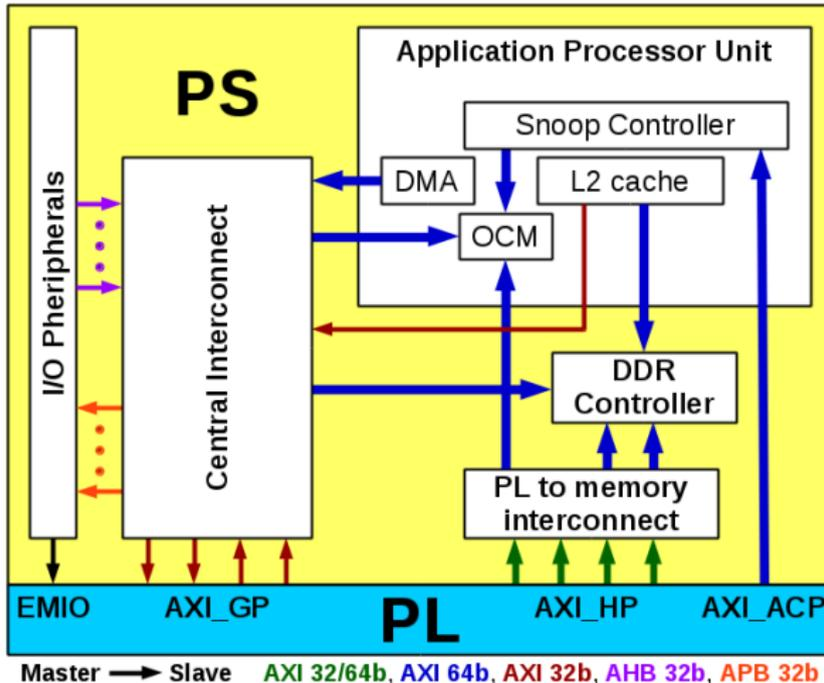 PS
Application Processor Unit
Snoop Controller
DMA
L2 cache
OCM
I/O Pheripherals
Central Interconnect
DDR
Controller
PL to memory
interconnect
EMIO
AXI_GP
PL
AXI_HP
AXI_ACP
Master Slave AXI 32/64b, AXI 64b, AXI 32b, AHB 32b, APB 32b